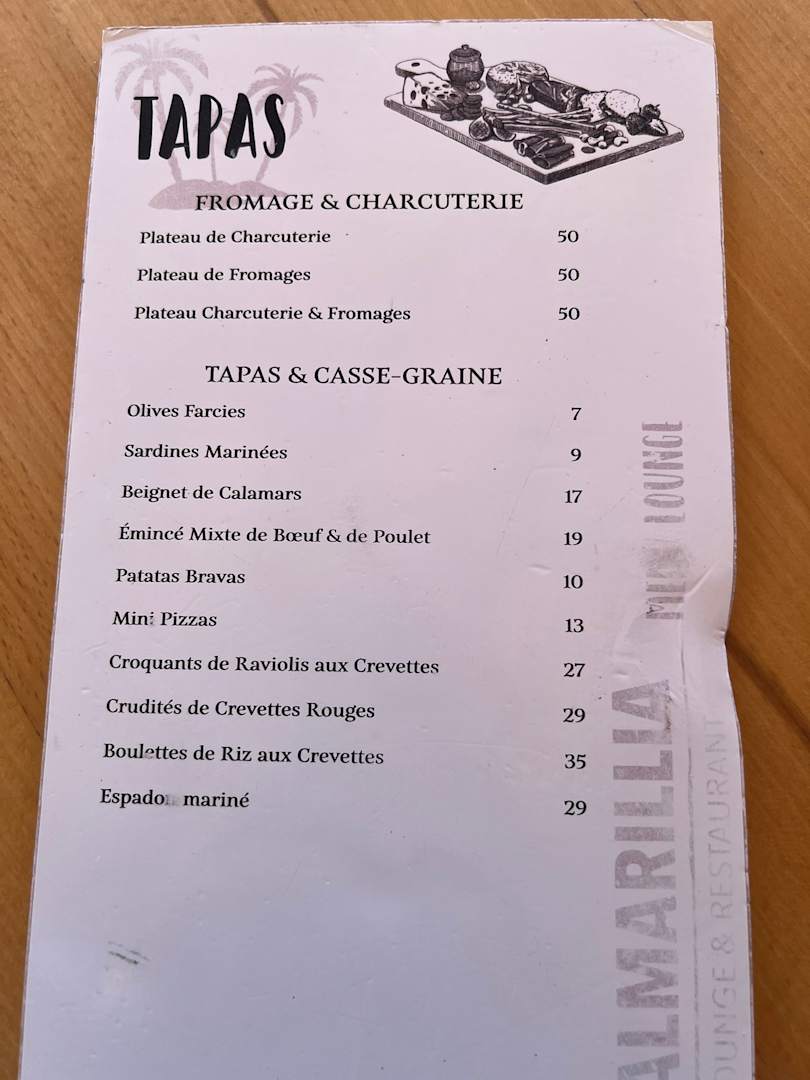 TAPAS
FROMAGE & CHARCUTERIE
Plateau de Charcuterie 50
Plateau de Fromages 50
Plateau Charcuterie & Fromages 50
TAPAS & CASSE-GRAINE
Olives Farcies 7
Sardines Marinées 9
Beignet de Calamars 17
Émincé Mixte de Bœuf & de Poulet 19
Patatas Bravas 10
Mini Pizzas 13
Croquants de Raviolis aux Crevettes 27
Crudités de Crevettes Rouges 29
Boulettes de Riz aux Crevettes 35
mariné 29
LOUNGE
ALMARILLIA
OUNGE & RESTAURANT